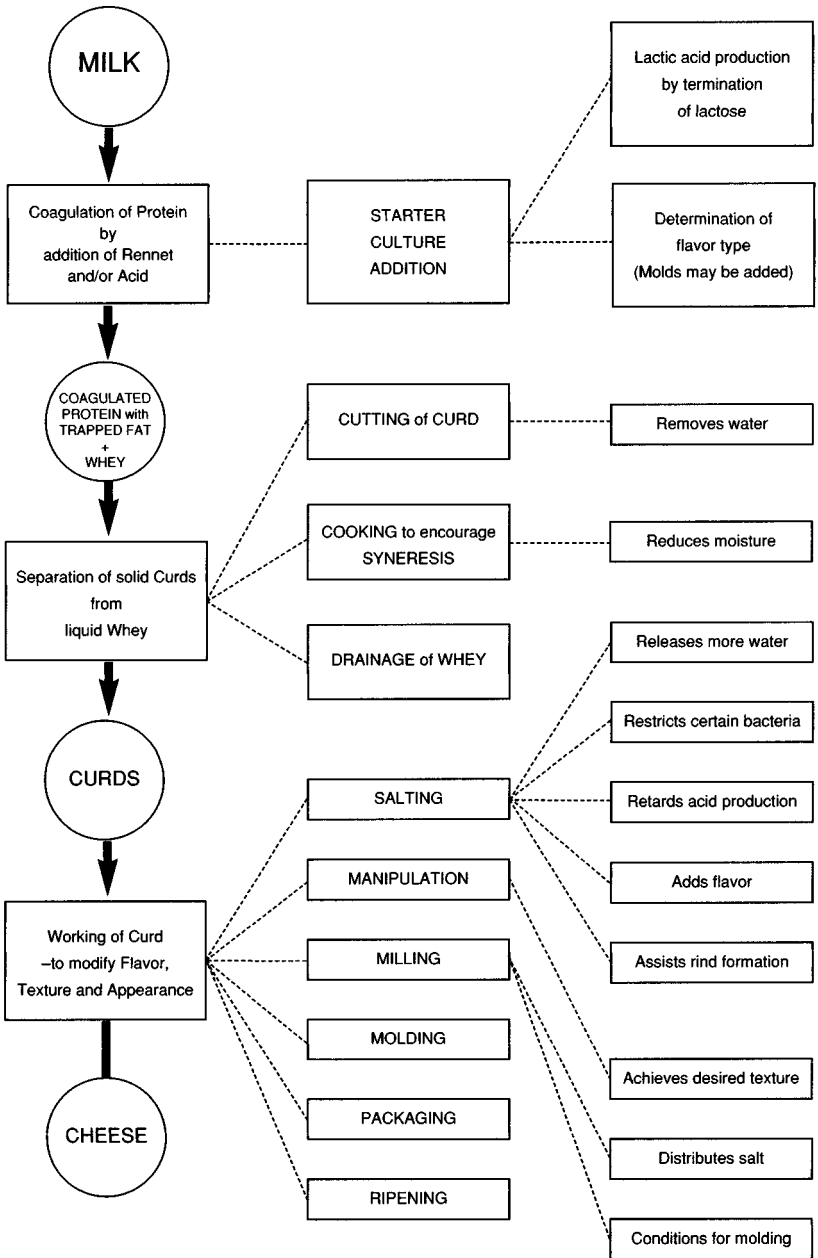 MILK
Lactic acid production
by termination
of lactose
Coagulation of Protein
by
addition of Rennet
and/or Acid
STARTER
CULTURE
ADDITION
Determination of
flavor type
(Molds may be added)
COAGULATED
PROTEIN with
TRAPPED FAT
+
WHEY
CUTTING of CURD
Removes water
COOKING to encourage
SYNERESIS
Reduces moisture
Separation of solid Curds
from
liquid Whey
DRAINAGE of WHEY
Releases more water
Restricts certain bacteria
CURDS
SALTING
Retards acid production
MANIPULATION
Adds flavor
Working of Curd
–to modify Flavor,
Texture and Appearance
MILLING
Assists rind formation
MOLDING
Achieves desired texture
CHEESE
PACKAGING
Distributes salt
RIPENING
Conditions for molding